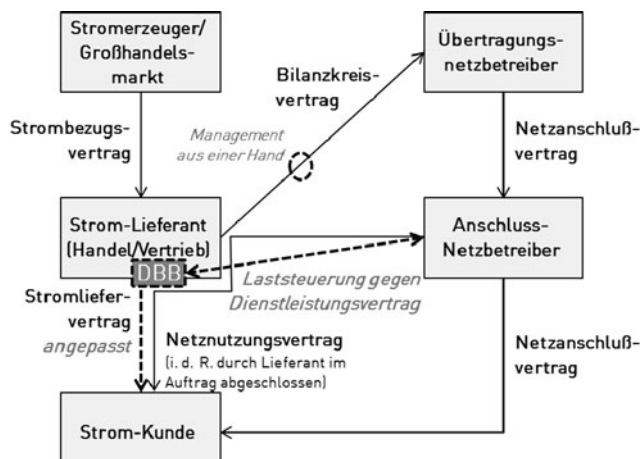 Stromerzeuger/
Großhandels-
markt
Übertragungs-
netzbetreiber
Bilanzkreis-
vertrag
Strombezugs-
vertrag
Management
aus einer Hand
Netzanschluß-
vertrag
Strom-Lieferant
(Handel/Vertrieb)
DBB
Anschluss-
Netzbetreiber
Laststeuerung gegen
Dienstleistungsvertrag
Stromliefer-
vertrag
angepasst
Netznutzungsvertrag
(i. d. R. durch Lieferant im
Auftrag abgeschlossen)
Netzanschluß-
vertrag
Strom-Kunde